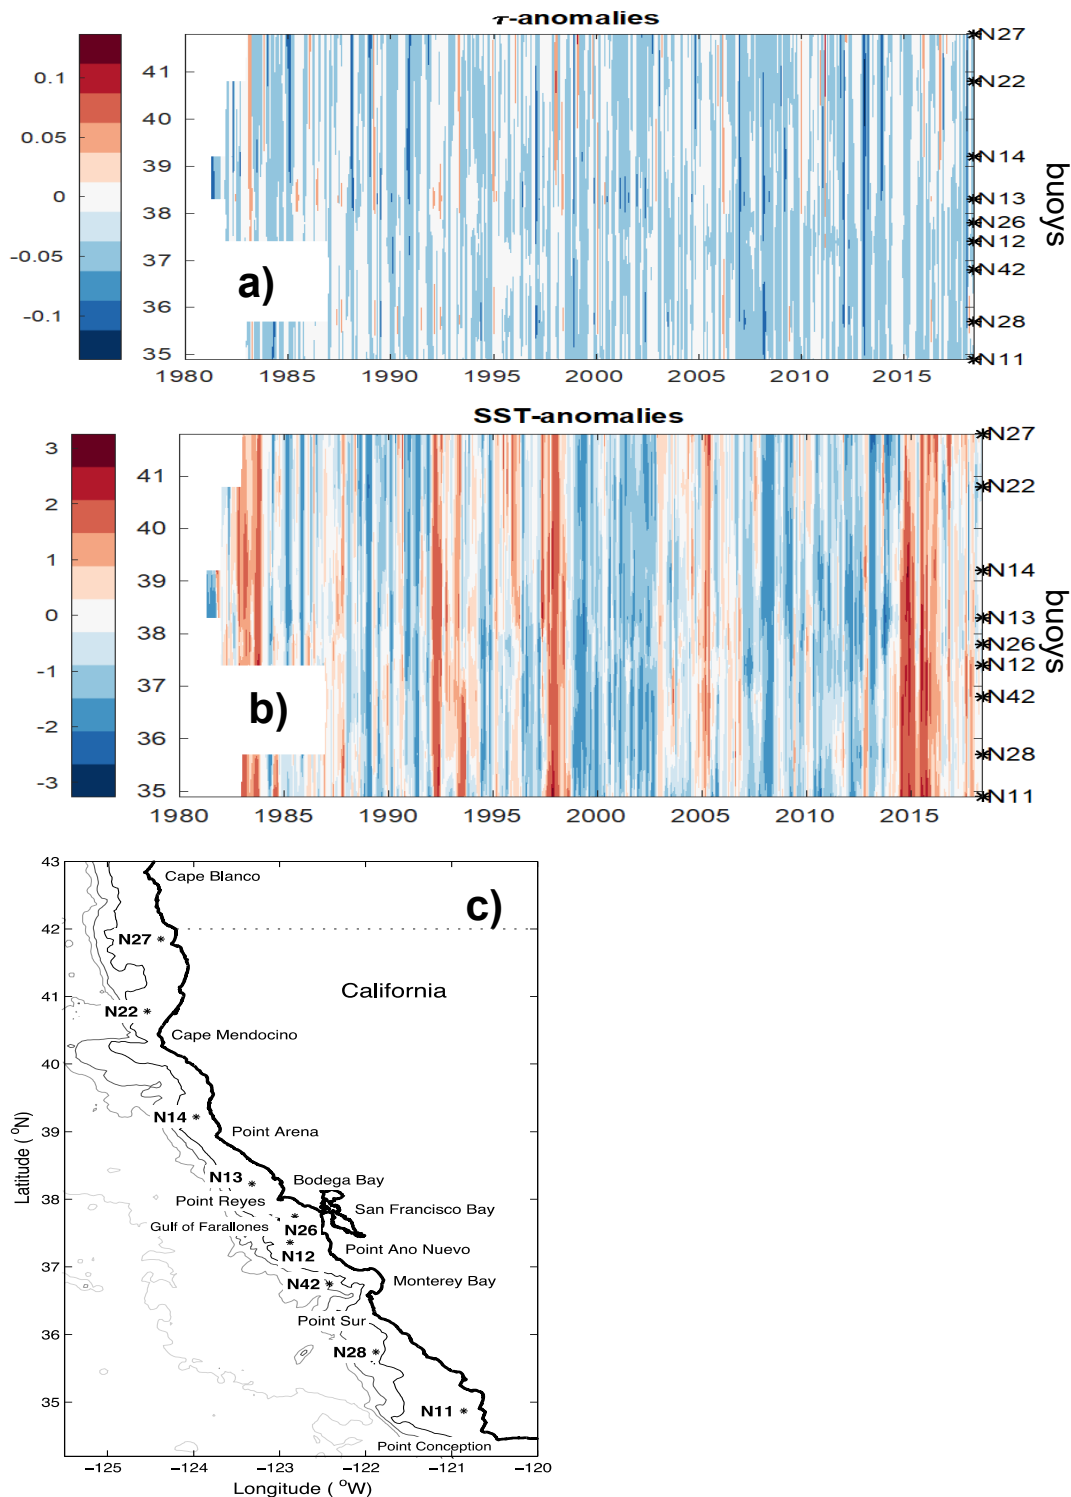 τ-anomalies
0.1
0.05
0
-0.05
-0.1
41
40
39
38
37
36
35
a)
N27
N22
N14
N13
N26
N12
N42
N28
N11
buoys
1980 1985 1990 1995 2000 2005 2010 2015
SST-anomalies
3
2
1
0
-1
-2
-3
41
40
39
38
37
36
35
b)
N27
N22
N14
N13
N26
N12
N42
N28
N11
buoys
1980 1985 1990 1995 2000 2005 2010 2015
c)
43
42
41
40
39
38
37
36
35
Latitude ( °N)
Cape Blanco
N27
California
N22
Cape Mendocino
N14
Point Arena
N13
Bodega Bay
Point Reyes
San Francisco Bay
Gulf of Farallones
N26
N12
Point Ano Nuevo
N42
Monterey Bay
Point Sur
N28
N11
Point Conception
−125 −124 −123 −122 −121 −120
Longitude ( °W)